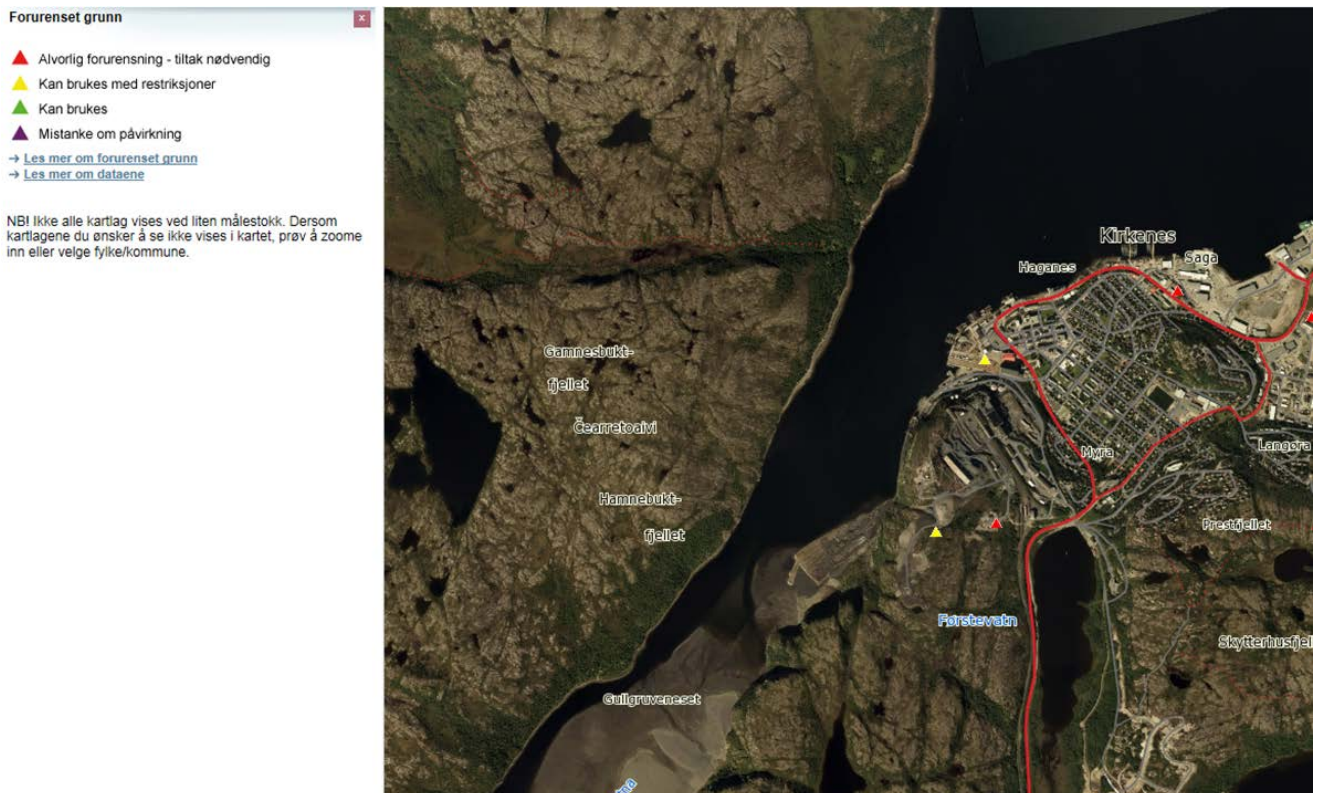 Forurenset grunn
x
Alvorlig forurensning - tiltak nødvendig
Kan brukes med restriksjoner
Kan brukes
Mistanke om påvirkning
→ Les mer om forurenset grunn
→ Les mer om dataene
NB! Ikke alle kartlag vises ved liten målestokk. Dersom
kartlagene du ønsker å se ikke vises i kartet, prøv å zoome
inn eller velge fylke/kommune.
Kirkenes
Saga
Haganes
Gamnesbukt-
fjellet
Čearretoaivi
Myra
Langøra
Hamnebukt-
fjellet
Prestfjellet
Førstevatn
Skytterhusfjel
Gullgruveneset